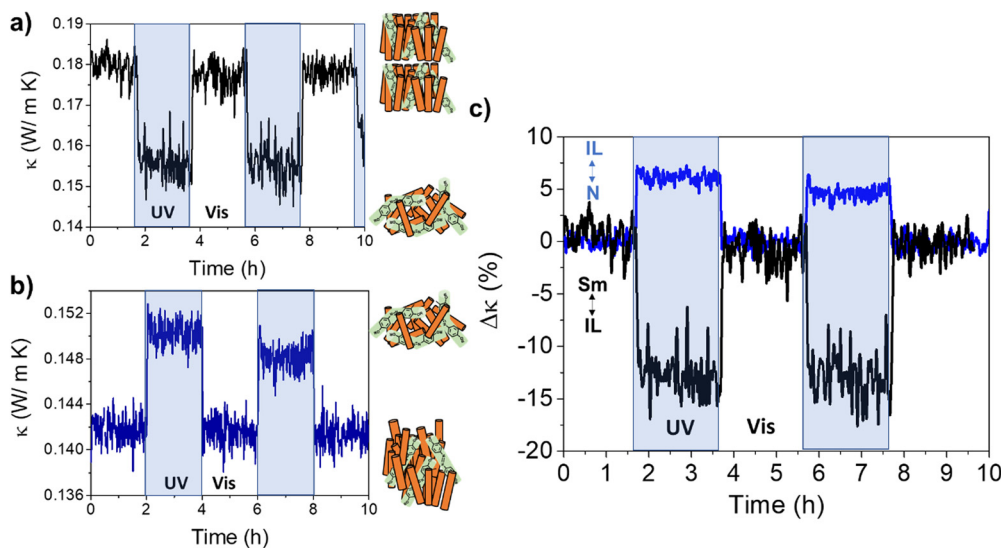 a)
κ (W/ m K)
0.19
0.18
0.17
0.16
0.15
0.14
UV
Vis
0 2 4 6 8 10
Time (h)
b)
κ (W/ m K)
0.152
0.148
0.144
0.140
0.136
UV
Vis
0 2 4 6 8 10
Time (h)
c)
Δκ (%)
10
5
0
-5
-10
-15
-20
IL
N
Sm
IL
UV
Vis
0 1 2 3 4 5 6 7 8 9 10
Time (h)